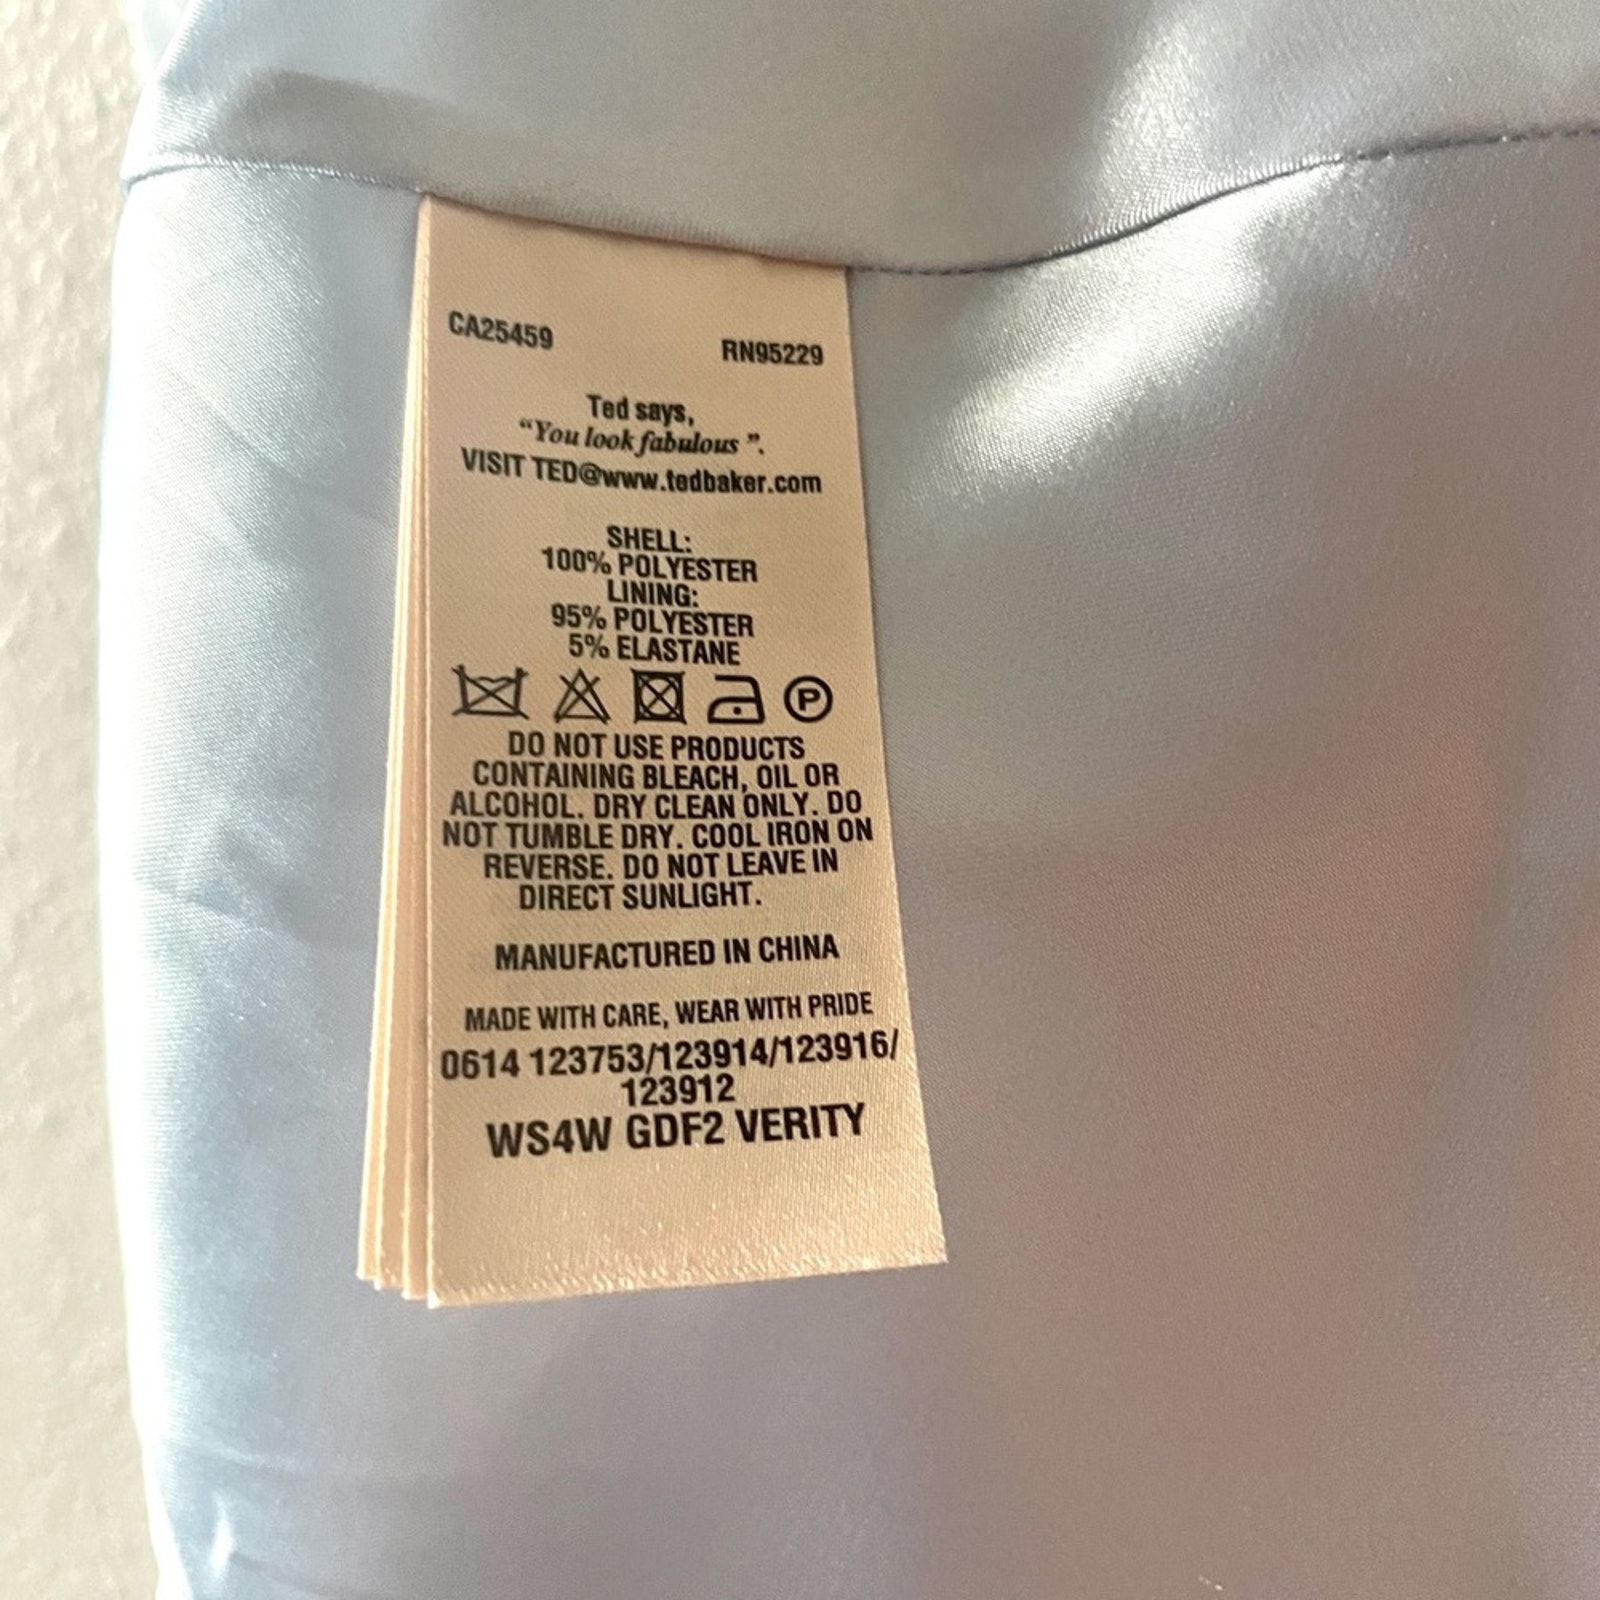 CA25459 RN95229
Ted says,
“You look fabulous ”.
VISIT TED@www.tedbaker.com
SHELL:
100% POLYESTER
LINING:
95% POLYESTER
5% ELASTANE
P
DO NOT USE PRODUCTS
CONTAINING BLEACH, OIL OR
ALCOHOL. DRY CLEAN ONLY. DO
NOT TUMBLE DRY. COOL IRON ON
REVERSE. DO NOT LEAVE IN
DIRECT SUNLIGHT.
MANUFACTURED IN CHINA
MADE WITH CARE, WEAR WITH PRIDE
0614 123753/123914/123916/
123912
WS4W GDF2 VERITY